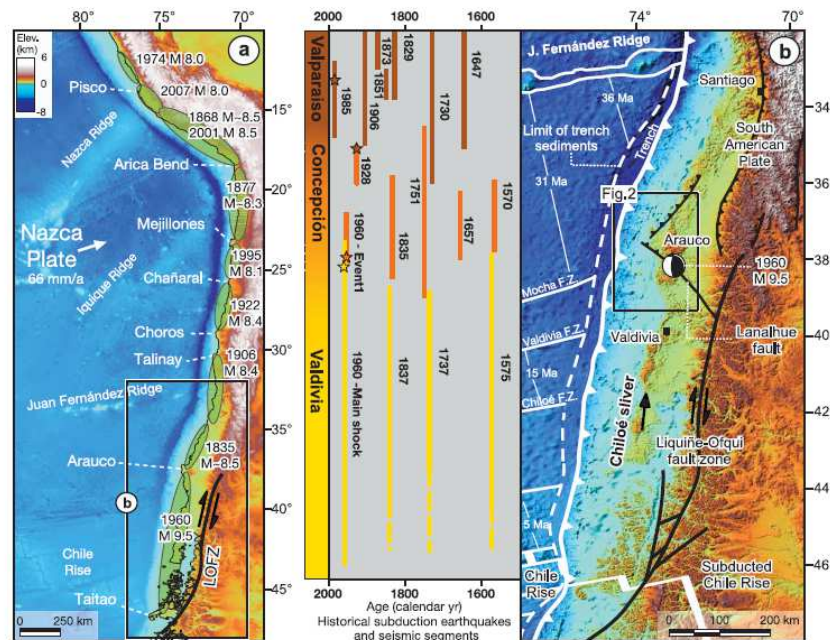 80°
75°
70°
74°
70°
Elev.
(km)
6
0
-8
a
1974 M 8.0
Pisco
2007 M 8.0
1868 M~8.5
2001 M 8.5
Nazca Ridge
Arica Bend
1877
M~8.3
Mejillones
Nazca
Plate
66 mm/a
Iquique Ridge
1995
M 8.1
Chañaral
1922
M 8.4
Choros
Talinay
1906
M 8.4
Juan Fernández Ridge
1835
M~8.5
Arauco
b
1960
M 9.5
LOFZ
Chile
Rise
Taitao
0 250 km
15°
20°
25°
30°
35°
40°
45°
2000
1800
1600
Valparaiso
Concepción
Valdivia
1985
1906
1873
1851
1829
1730
1647
1928
1751
1835
1657
1570
1960 - Event1
1960 -Main shock
1837
1737
1575
2000
1800
1600
Age (calendar yr)
Historical subduction earthquakes
and seismic segments
b
J. Fernández Ridge
Santiago
36 Ma
Limit of trench
sediments
Trench
South
American
Plate
31 Ma
Fig.2
Arauco
1960
M 9.5
Mocha F.Z.
Valdivia F.Z.
Valdivia
Lanalhue
fault
15 Ma
Chiloé F.Z.
Chiloé sliver
Liquiñe-Ofqui
fault zone
5 Ma
Chile
Rise
Subducted
Chile Rise
0 100 200 km
34°
36°
38°
40°
42°
44°
46°